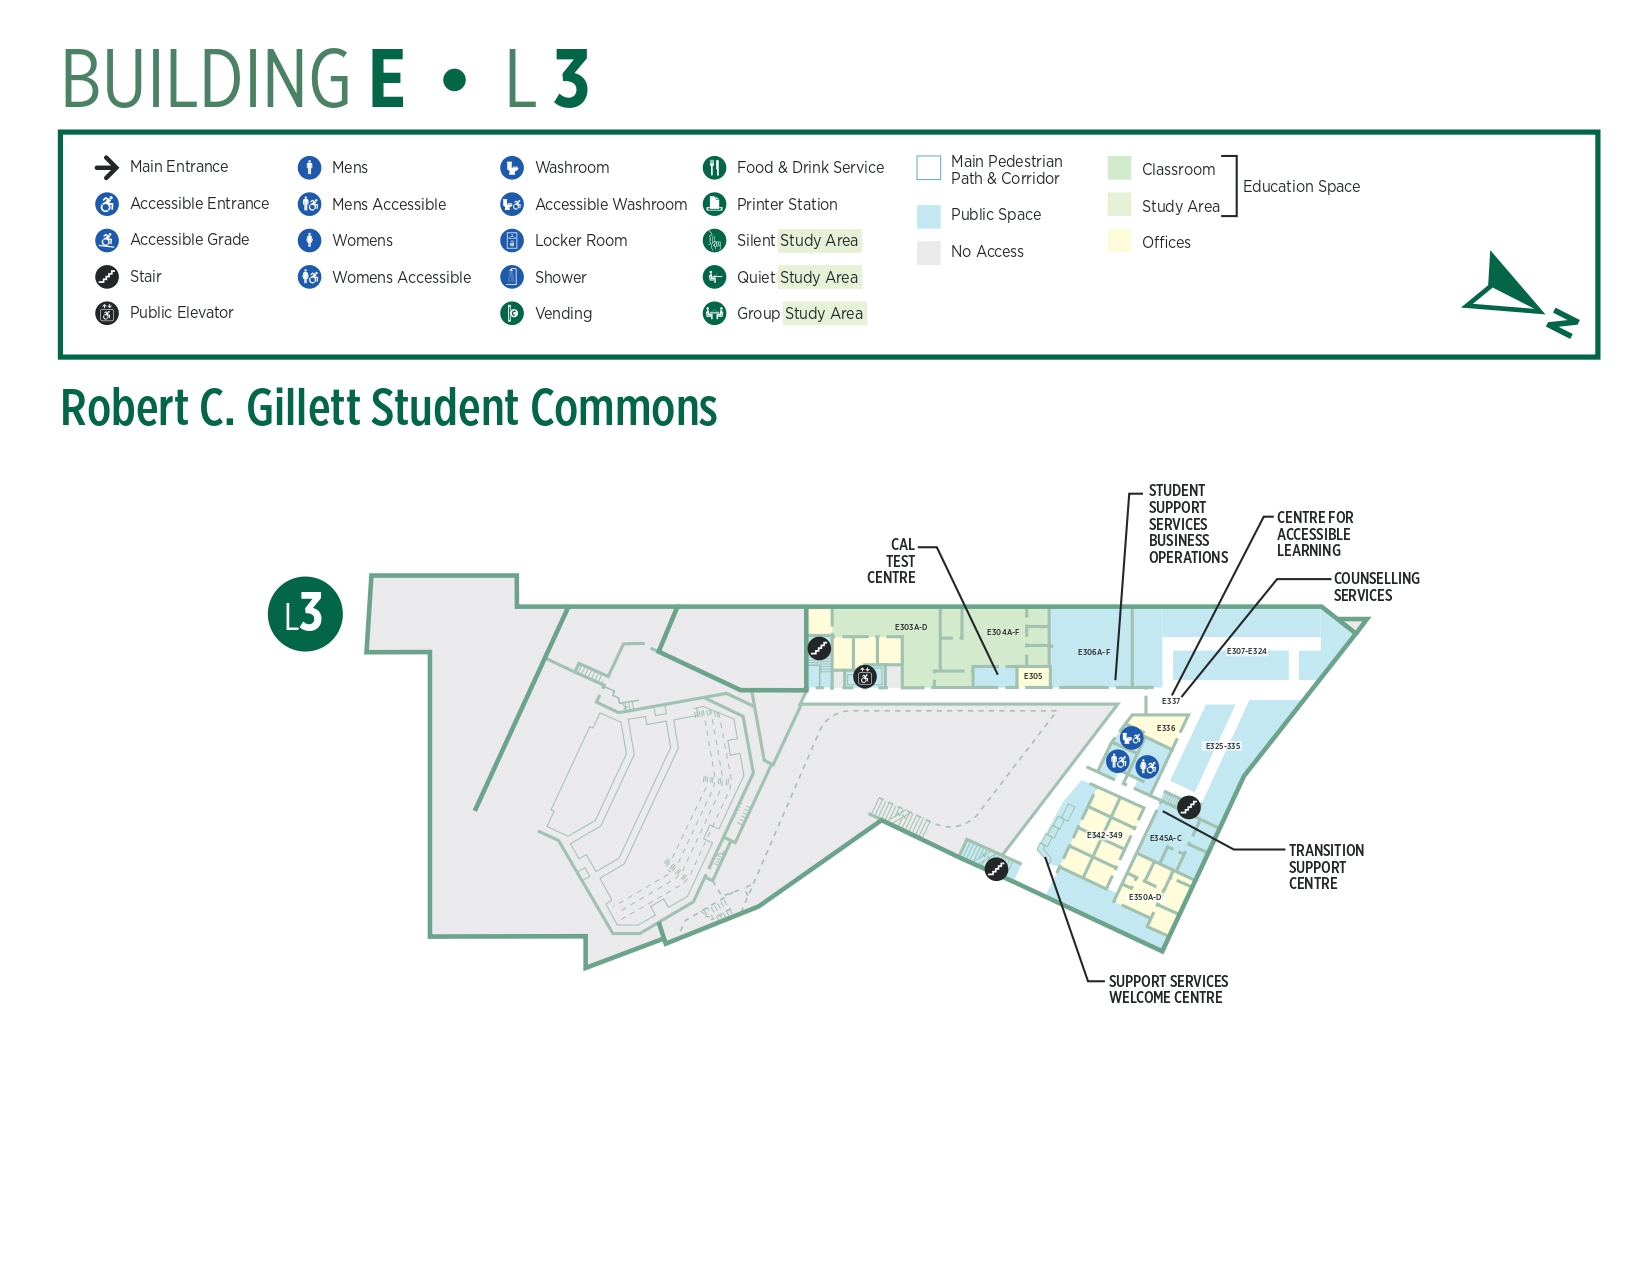 BUILDING E • L 3
Main Entrance
Accessible Entrance
Accessible Grade
Stair
Public Elevator
Mens
Mens Accessible
Womens
Womens Accessible
Washroom
Accessible Washroom
Locker Room
Shower
Vending
Food & Drink Service
Printer Station
Silent Study Area
Quiet Study Area
Group Study Area
Main Pedestrian
Path & Corridor
Public Space
No Access
Classroom
Study Area
Offices
Education Space
N
Robert C. Gillett Student Commons
STUDENT
SUPPORT
SERVICES
BUSINESS
OPERATIONS
CENTRE FOR
ACCESSIBLE
LEARNING
CAL
TEST
CENTRE
COUNSELLING
SERVICES
L3
E303A-D
E304A-F
E306A-F
E307-E324
E305
E337
E336
E325-335
E342-349
E345A-C
E350A-D
TRANSITION
SUPPORT
CENTRE
SUPPORT SERVICES
WELCOME CENTRE